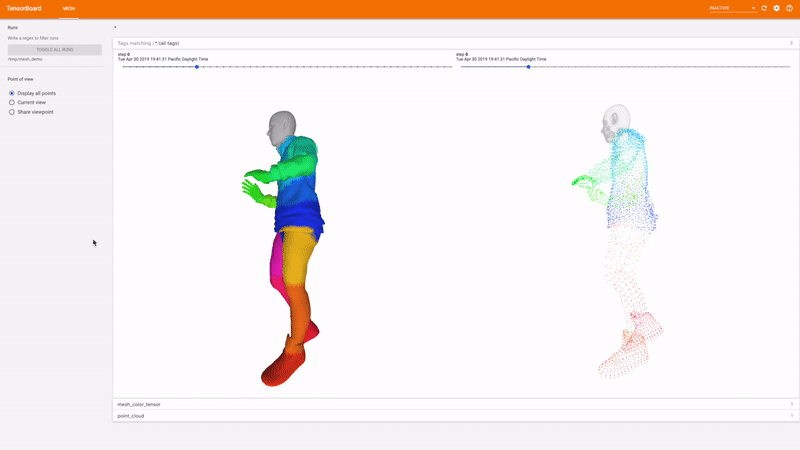 TensorBoard
MESH
INACTIVE
Runs
Write a regex to filter runs
TOGGLE ALL RUNS
/tmp/mesh_demo
Point of view
Display all points
Current view
Share viewpoint
Tags matching /.*/(all tags)
2
step 0
Tue Apr 30 2019 19:41:31 Pacific Daylight Time
step 0
Tue Apr 30 2019 19:41:31 Pacific Daylight Time
mesh_color_tensor
1
point_cloud
1